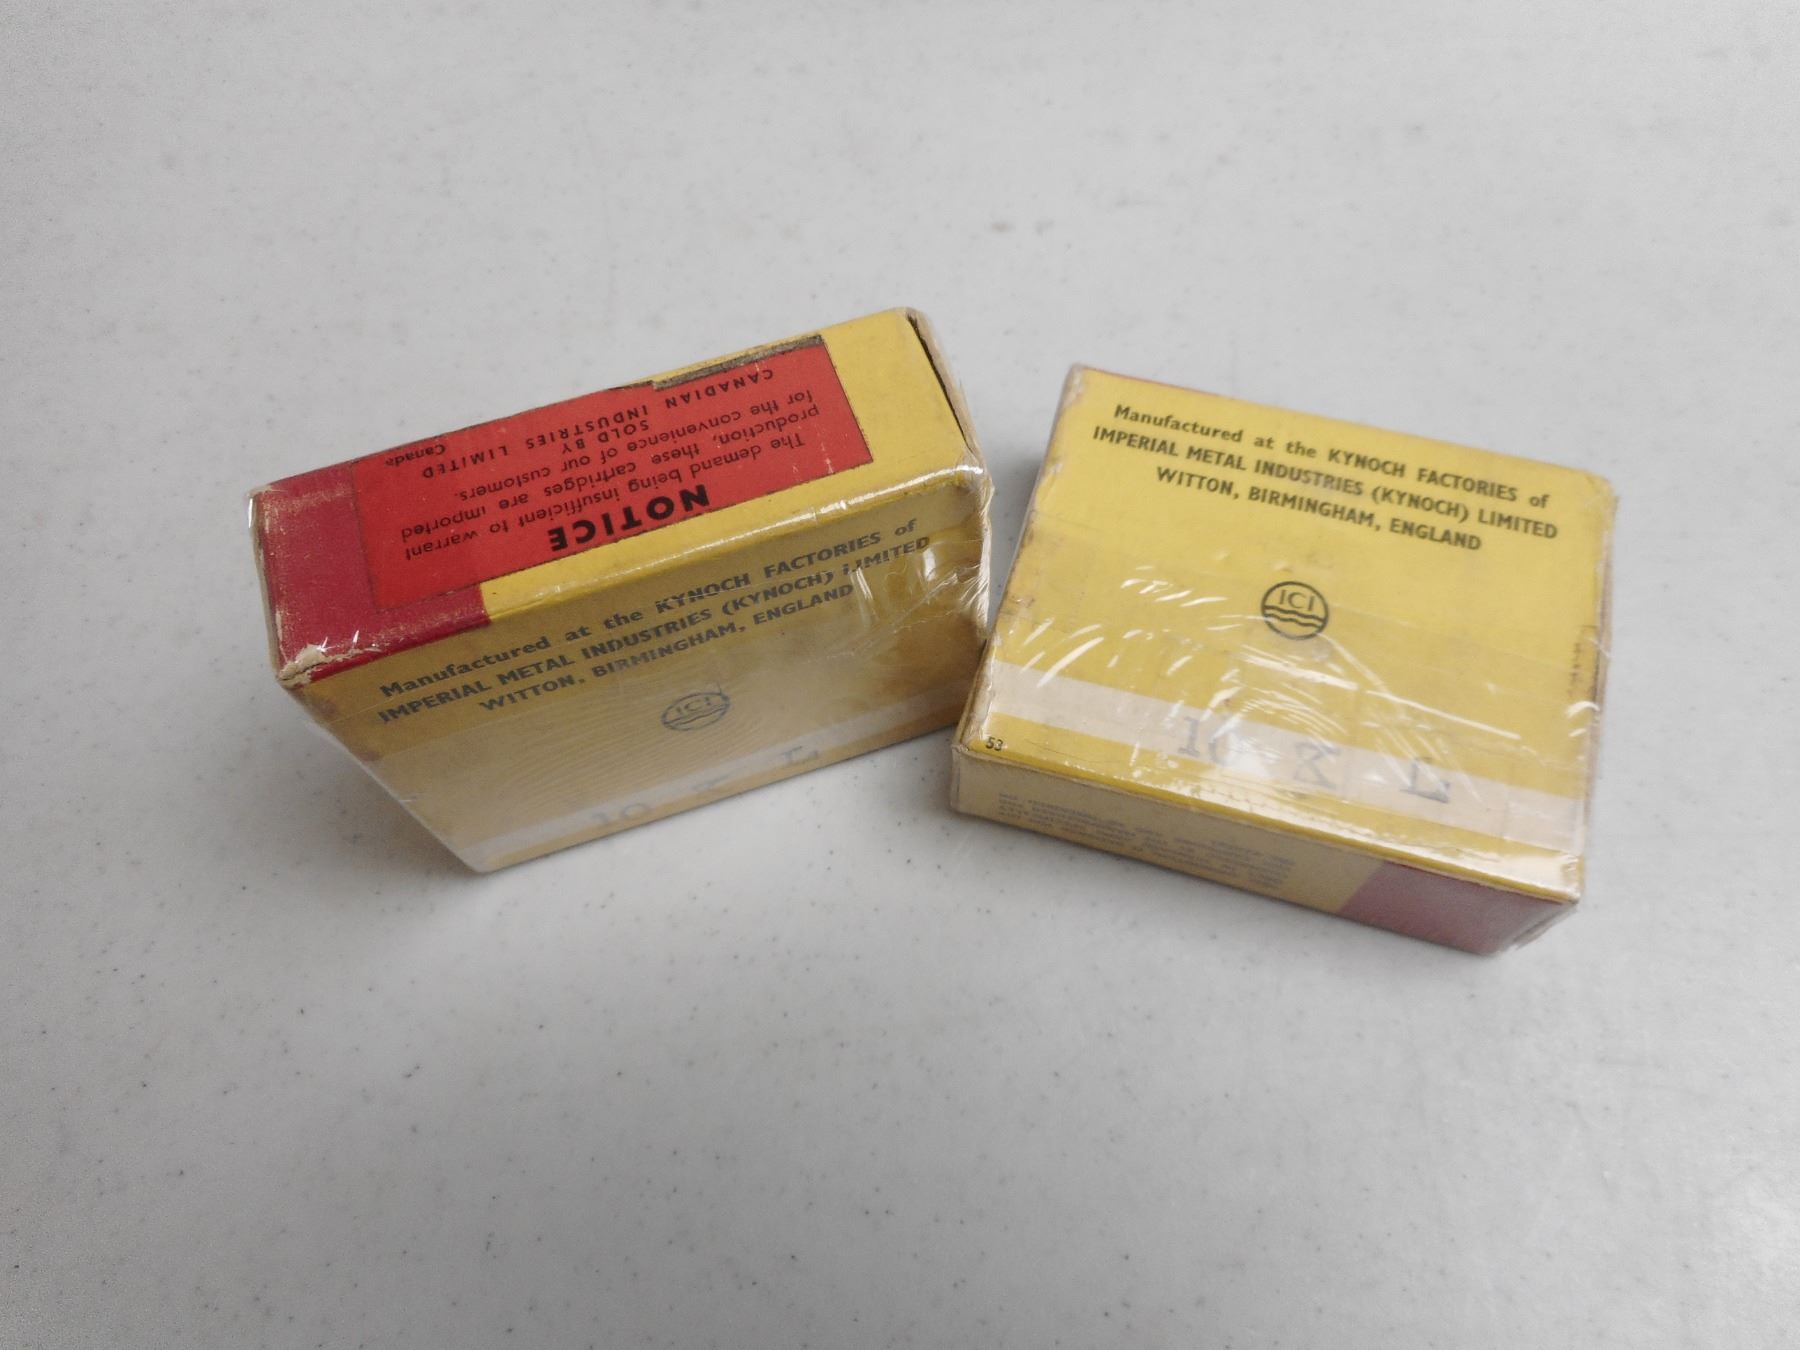 NOTICE
The demand being insufficient to warrant
production, these cartridges are imported
for the convenience of our customers.
SOLD BY
CANADIAN INDUSTRIES LIMITED
Canada
Manufactured at the KYNOCH FACTORIES of
IMPERIAL METAL INDUSTRIES (KYNOCH) LIMITED
WITTON, BIRMINGHAM, ENGLAND
ICI
10
Manufactured at the KYNOCH FACTORIES of
IMPERIAL METAL INDUSTRIES (KYNOCH) LIMITED
WITTON, BIRMINGHAM, ENGLAND
ICI
10
53